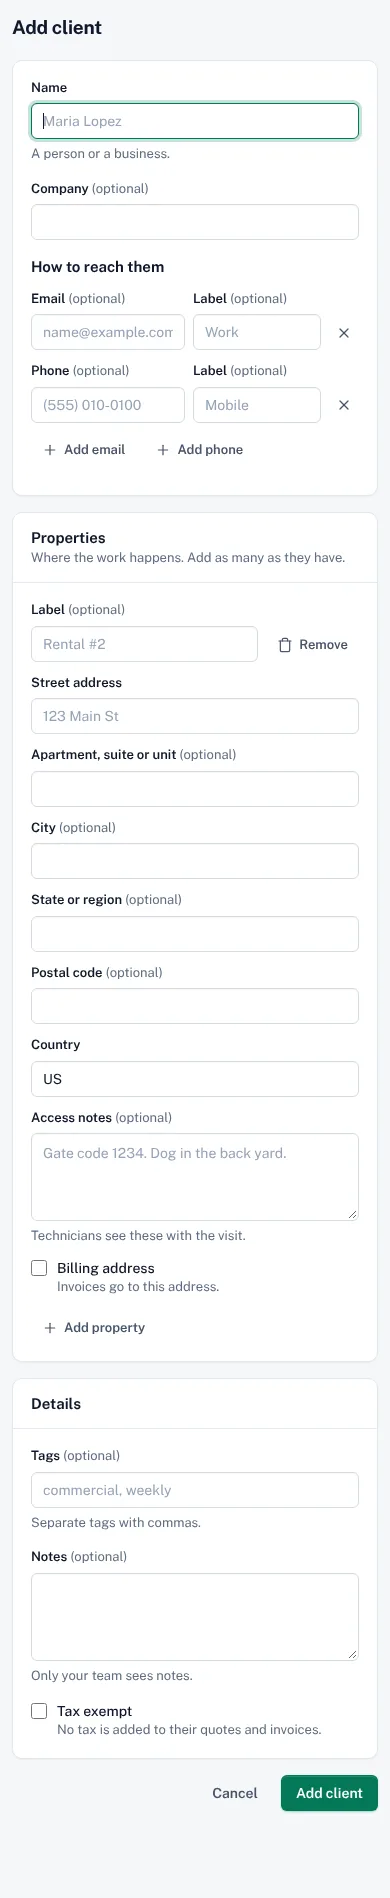 Add client
Name
Maria Lopez
A person or a business.
Company (optional)
How to reach them
Email (optional) Label (optional)
name@example.com Work
Phone (optional) Label (optional)
(555) 010-0100 Mobile
Add email Add phone
Properties
Where the work happens. Add as many as they have.
Label (optional)
Rental #2 Remove
Street address
123 Main St
Apartment, suite or unit (optional)
City (optional)
State or region (optional)
Postal code (optional)
Country
US
Access notes (optional)
Gate code 1234. Dog in the back yard.
Technicians see these with the visit.
Billing address
Invoices go to this address.
Add property
Details
Tags (optional)
commercial, weekly
Separate tags with commas.
Notes (optional)
Only your team sees notes.
Tax exempt
No tax is added to their quotes and invoices.
Cancel Add client